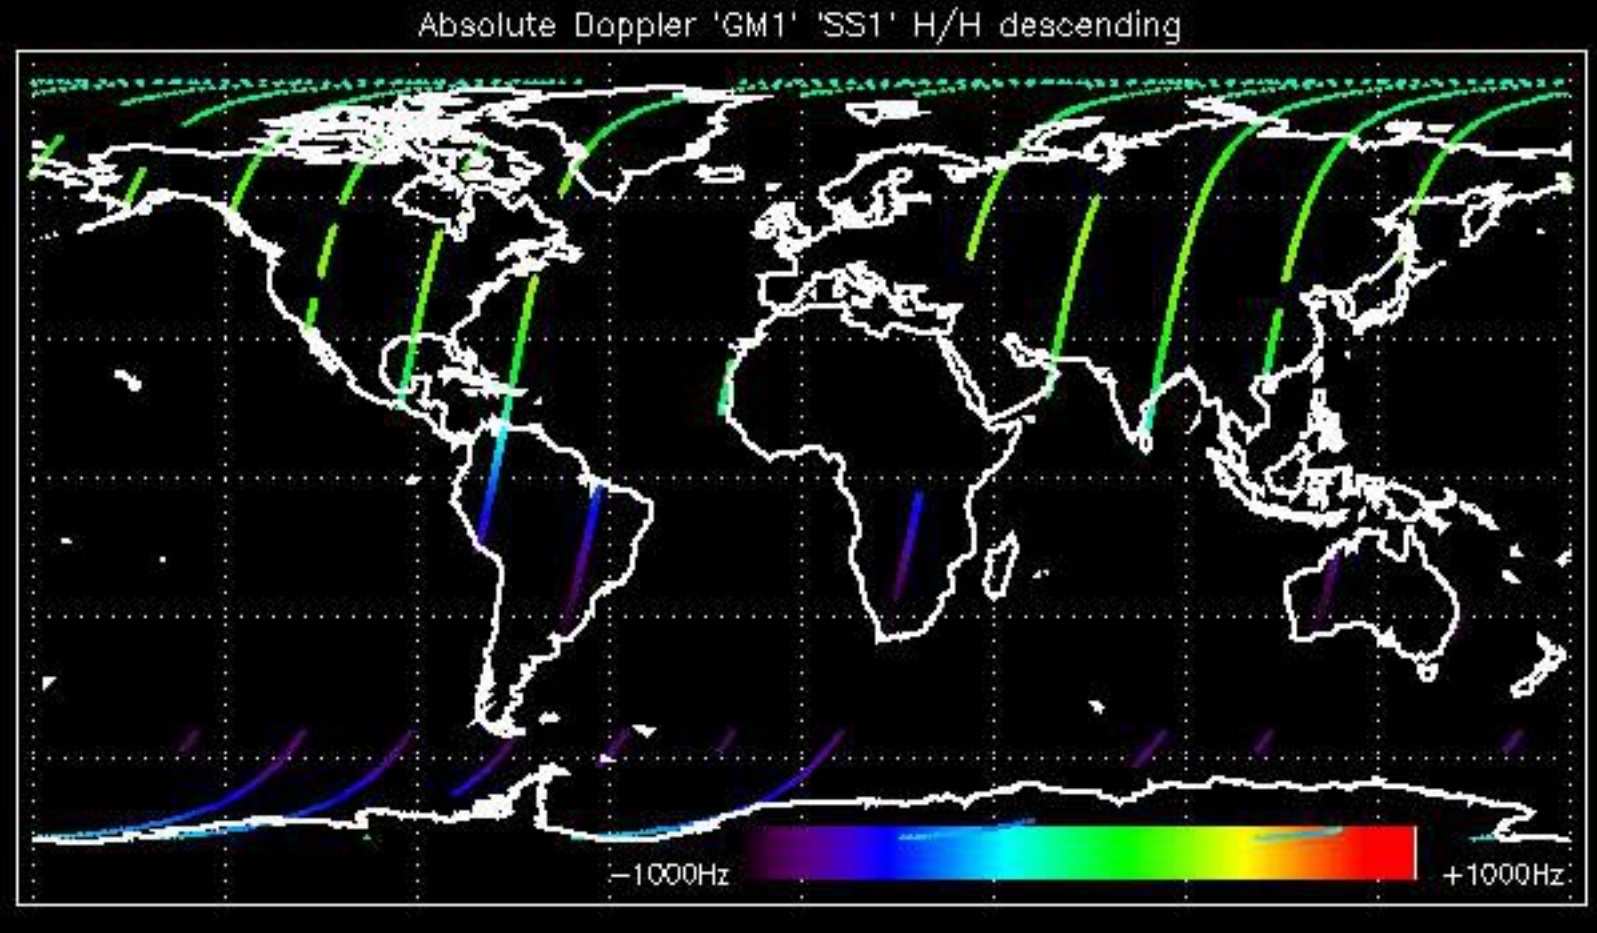 Absolute Doppler 'GM1' 'SS1' H/H descending
−1000Hz +1000Hz